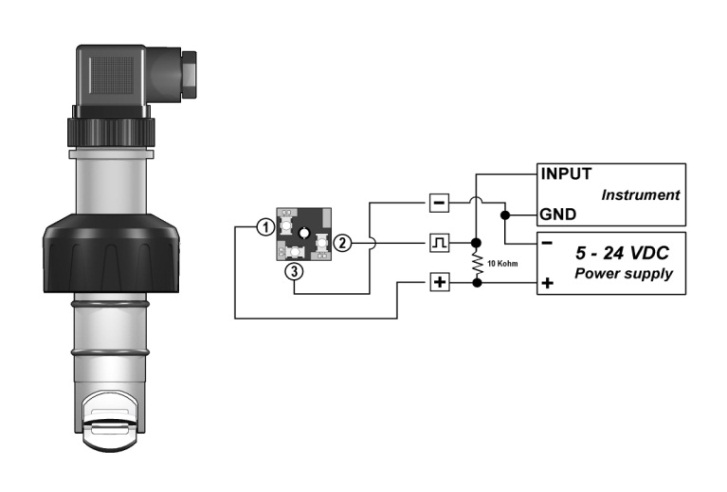 INPUT
Instrument
GND
1
2
3
-
+
10 Kohm
-
5 - 24 VDC
Power supply
+